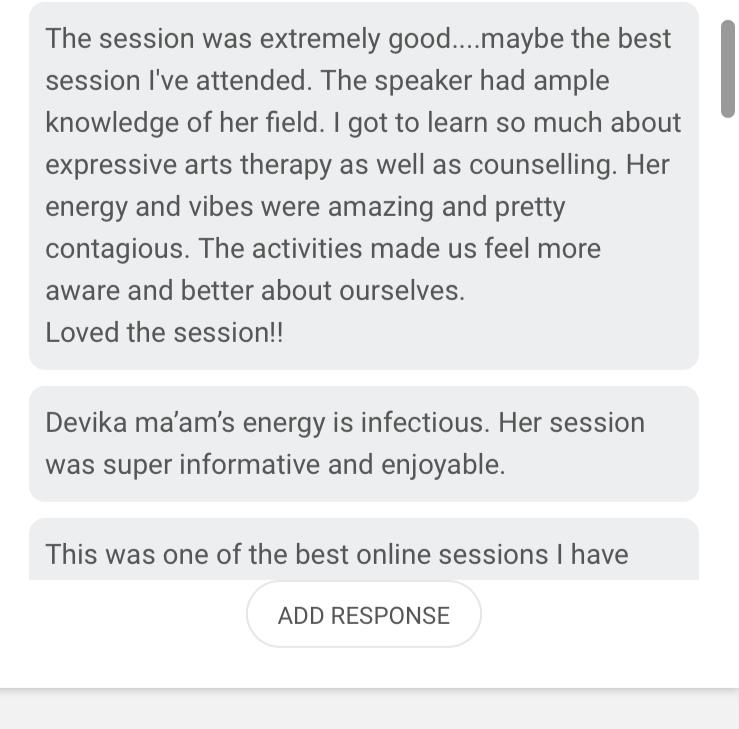 The session was extremely good....maybe the best
session I've attended. The speaker had ample
knowledge of her field. I got to learn so much about
expressive arts therapy as well as counselling. Her
energy and vibes were amazing and pretty
contagious. The activities made us feel more
aware and better about ourselves.
Loved the session!!
Devika ma’am’s energy is infectious. Her session
was super informative and enjoyable.
This was one of the best online sessions I have
ADD RESPONSE